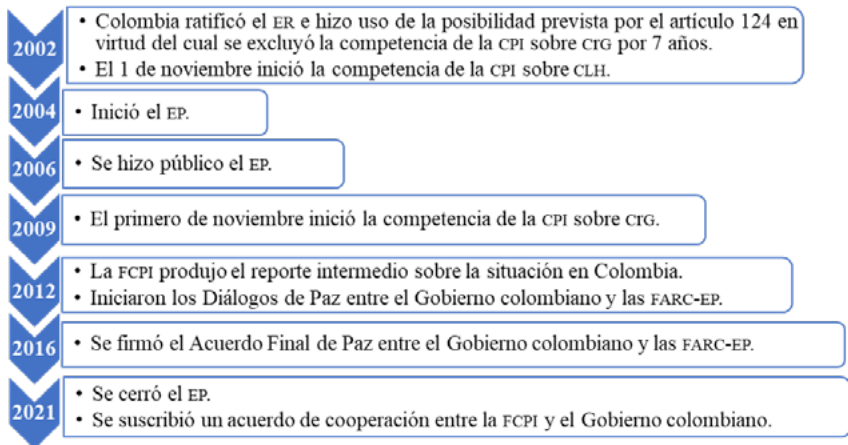 2002
• Colombia ratificó el ER e hizo uso de la posibilidad prevista por el artículo 124 en
virtud del cual se excluyó la competencia de la CPI sobre CrG por 7 años.
• El 1 de noviembre inició la competencia de la CPI sobre CLH.
2004
• Inició el EP.
2006
• Se hizo público el EP.
2009
• El primero de noviembre inició la competencia de la CPI sobre CrG.
2012
• La FCPI produjo el reporte intermedio sobre la situación en Colombia.
• Iniciaron los Diálogos de Paz entre el Gobierno colombiano y las FARC-EP.
2016
• Se firmó el Acuerdo Final de Paz entre el Gobierno colombiano y las FARC-EP.
2021
• Se cerró el EP.
• Se suscribió un acuerdo de cooperación entre la FCPI y el Gobierno colombiano.